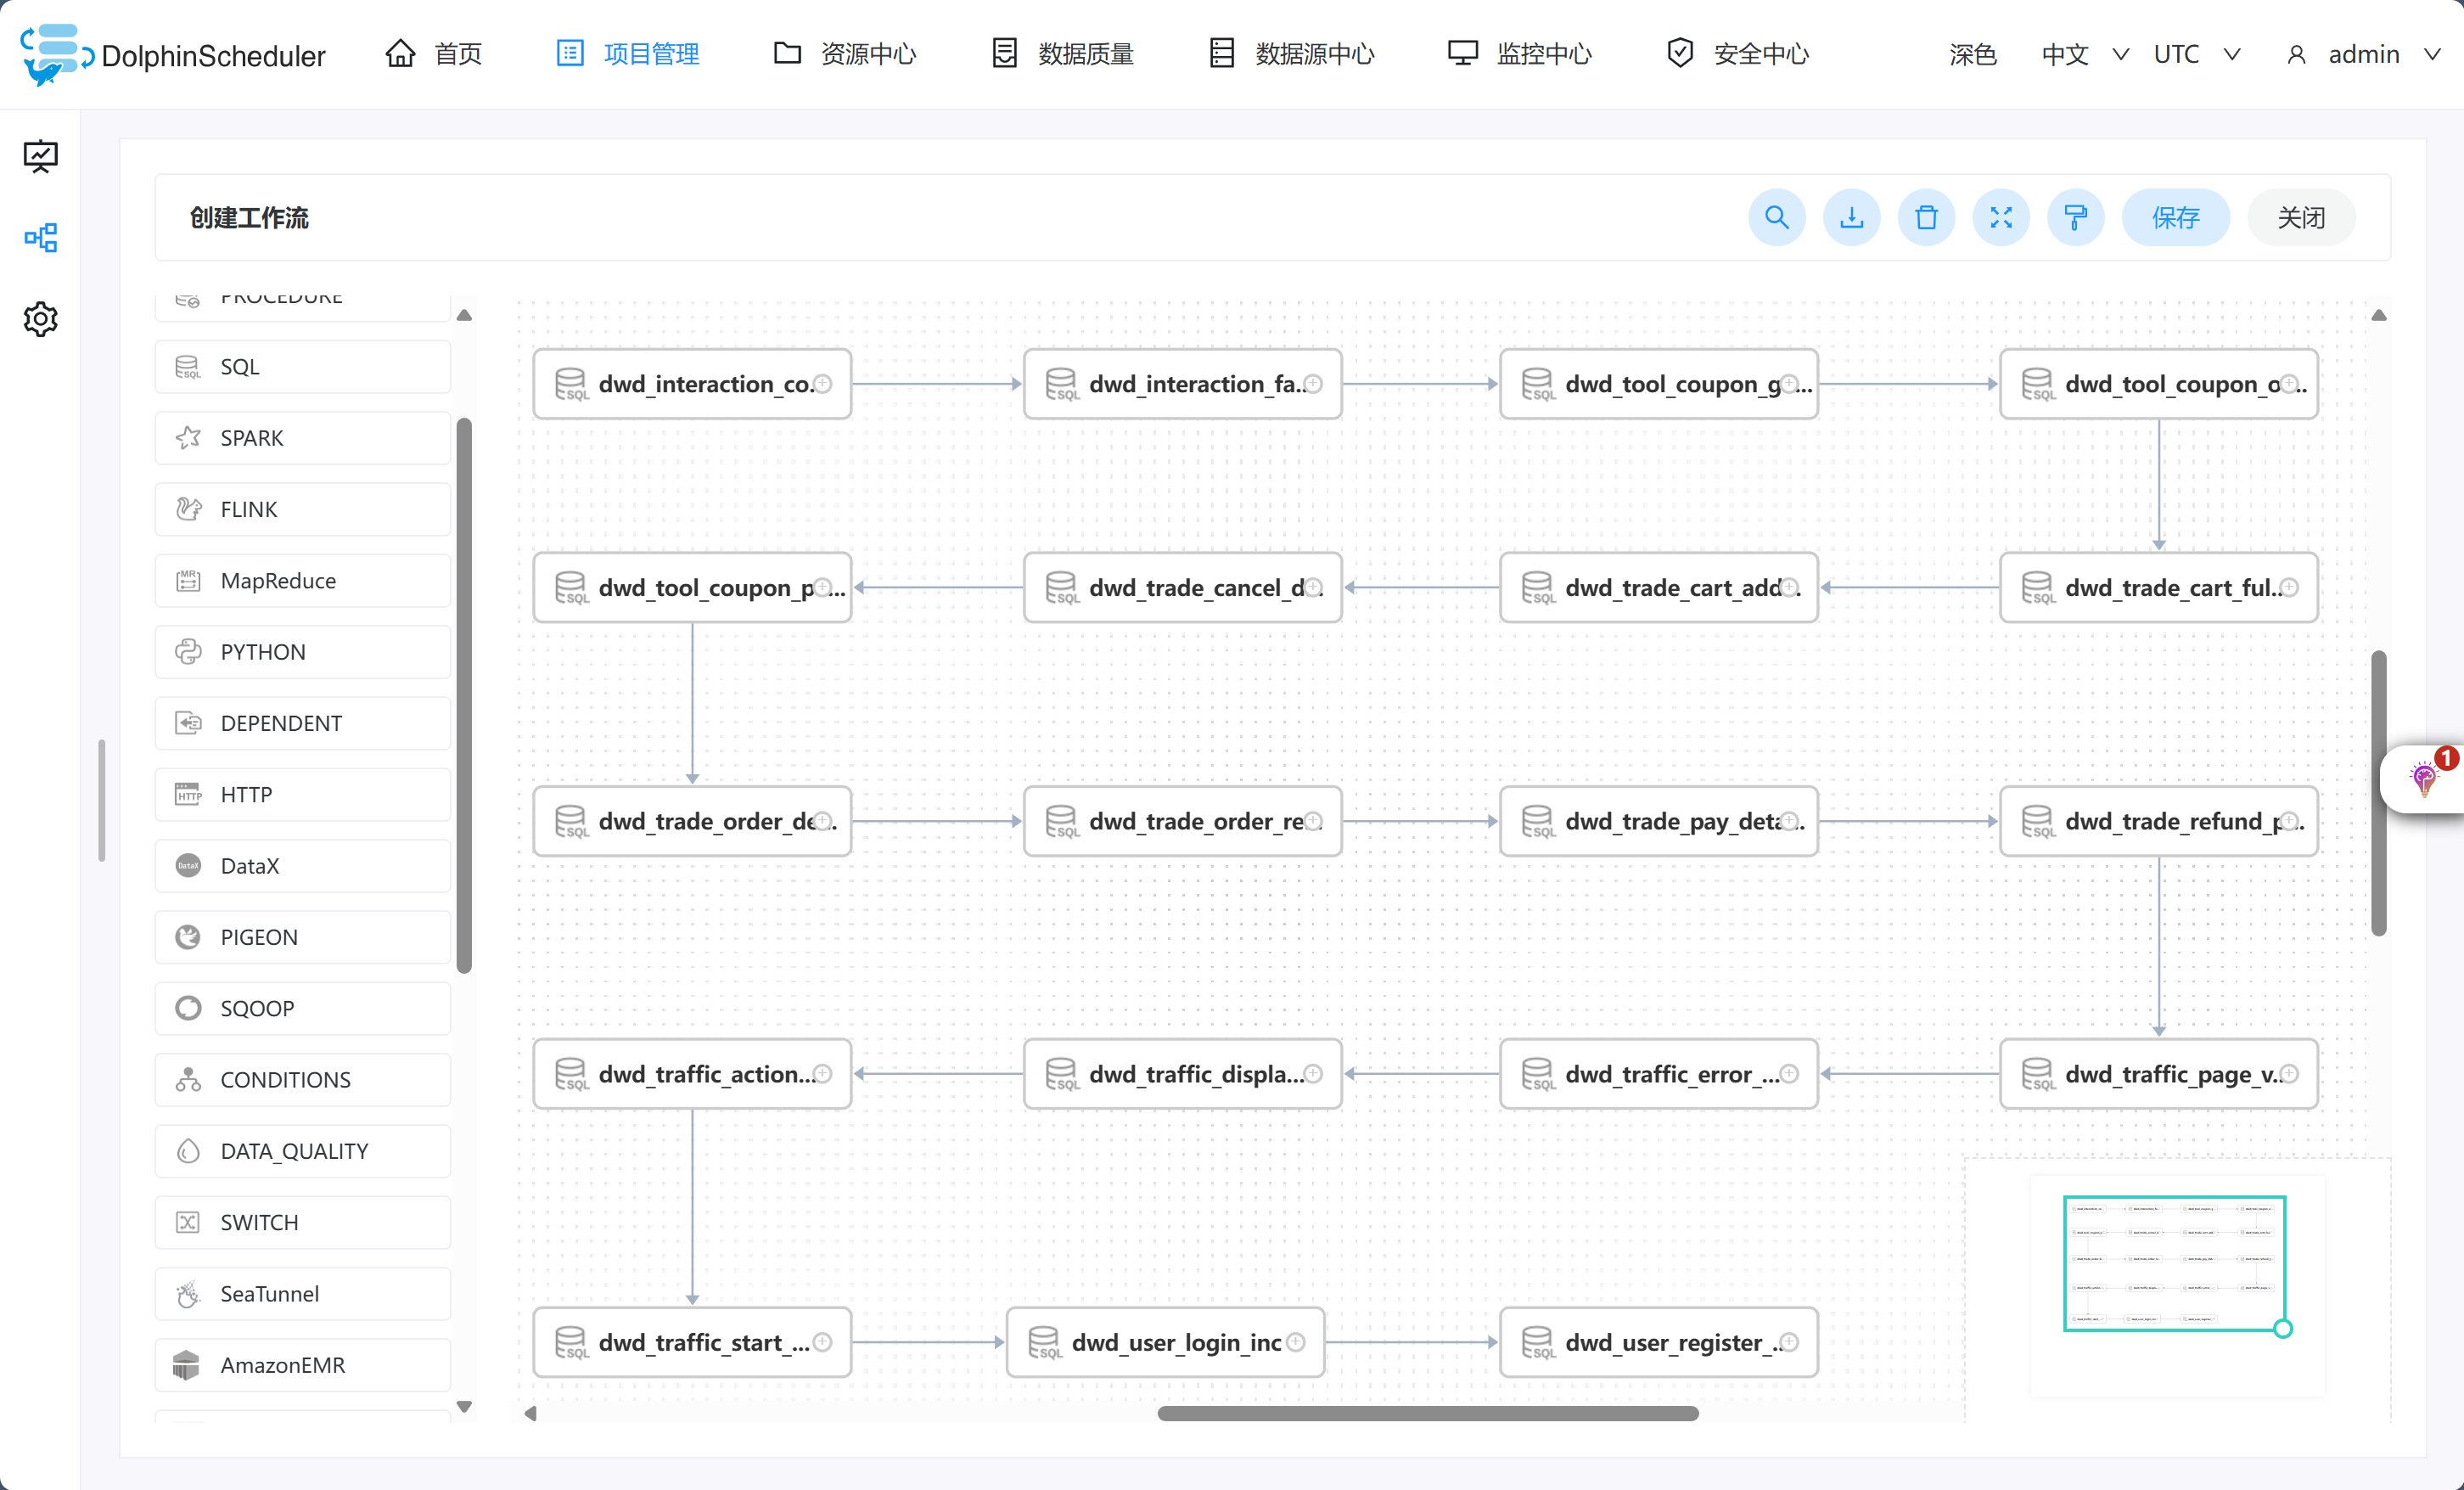 DolphinScheduler
首页
项目管理
资源中心
数据质量
数据源中心
监控中心
安全中心
深色
中文
UTC
admin
创建工作流
保存
关闭
PROCEDURE
SQL
SPARK
FLINK
MapReduce
PYTHON
DEPENDENT
HTTP
DataX
PIGEON
SQOOP
CONDITIONS
DATA_QUALITY
SWITCH
SeaTunnel
AmazonEMR
dwd_interaction_co...
dwd_interaction_fa...
dwd_tool_coupon_g...
dwd_tool_coupon_o...
dwd_tool_coupon_p...
dwd_trade_cancel_d...
dwd_trade_cart_add...
dwd_trade_cart_ful...
dwd_trade_order_de...
dwd_trade_order_re...
dwd_trade_pay_deta...
dwd_trade_refund_p...
dwd_traffic_action...
dwd_traffic_displa...
dwd_traffic_error_...
dwd_traffic_page_v...
dwd_traffic_start_...
dwd_user_login_inc
dwd_user_register_...
1